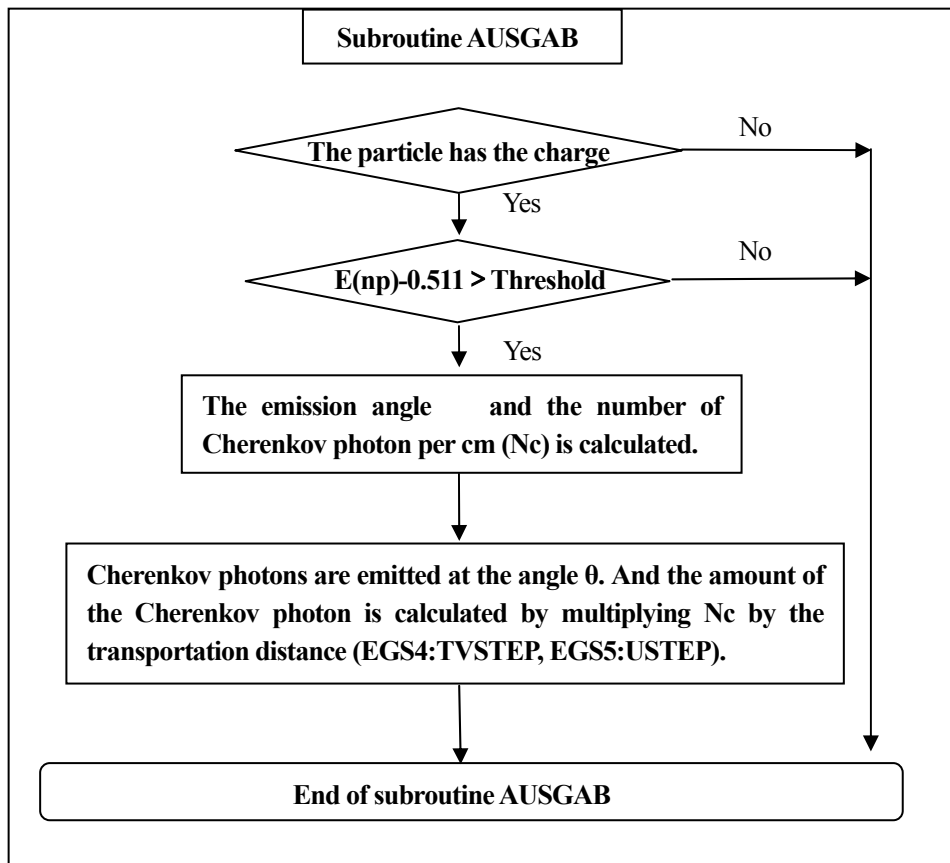 Subroutine AUSGAB
No
The particle has the charge
Yes
No
E(np)-0.511 > Threshold
Yes
The emission angle and the number of
Cherenkov photon per cm (Nc) is calculated.
Cherenkov photons are emitted at the angle θ. And the amount of
the Cherenkov photon is calculated by multiplying Nc by the
transportation distance (EGS4:TVSTEP, EGS5:USTEP).
End of subroutine AUSGAB